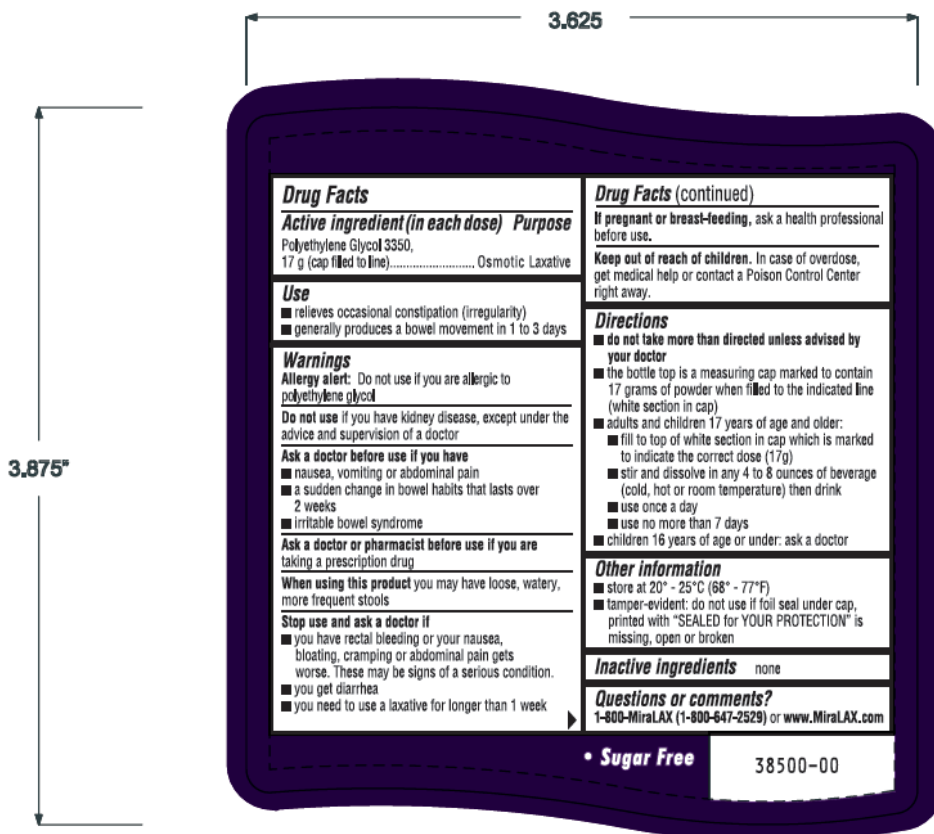 3.625
3.875"
Drug Facts
Active ingredient (in each dose) Purpose
Polyethylene Glycol 3350,
17 g (cap filled to line)......................... Osmotic Laxative
Use
■ relieves occasional constipation (irregularity)
■ generally produces a bowel movement in 1 to 3 days
Warnings
Allergy alert: Do not use if you are allergic to
polyethylene glycol
Do not use if you have kidney disease, except under the
advice and supervision of a doctor
Ask a doctor before use if you have
■ nausea, vomiting or abdominal pain
■ a sudden change in bowel habits that lasts over
2 weeks
■ irritable bowel syndrome
Ask a doctor or pharmacist before use if you are
taking a prescription drug
When using this product you may have loose, watery,
more frequent stools
Stop use and ask a doctor if
■ you have rectal bleeding or your nausea,
bloating, cramping or abdominal pain gets
worse. These may be signs of a serious condition.
■ you get diarrhea
■ you need to use a laxative for longer than 1 week
Drug Facts (continued)
If pregnant or breast-feeding, ask a health professional
before use.
Keep out of reach of children. In case of overdose,
get medical help or contact a Poison Control Center
right away.
Directions
■ do not take more than directed unless advised by
your doctor
■ the bottle top is a measuring cap marked to contain
17 grams of powder when filled to the indicated line
(white section in cap)
■ adults and children 17 years of age and older:
■ fill to top of white section in cap which is marked
to indicate the correct dose (17g)
■ stir and dissolve in any 4 to 8 ounces of beverage
(cold, hot or room temperature) then drink
■ use once a day
■ use no more than 7 days
■ children 16 years of age or under: ask a doctor
Other information
■ store at 20° - 25°C (68° - 77°F)
■ tamper-evident: do not use if foil seal under cap,
printed with “SEALED for YOUR PROTECTION” is
missing, open or broken
Inactive ingredients none
Questions or comments?
1-800-MiraLAX (1-800-647-2529) or www.MiraLAX.com
• Sugar Free
38500-00